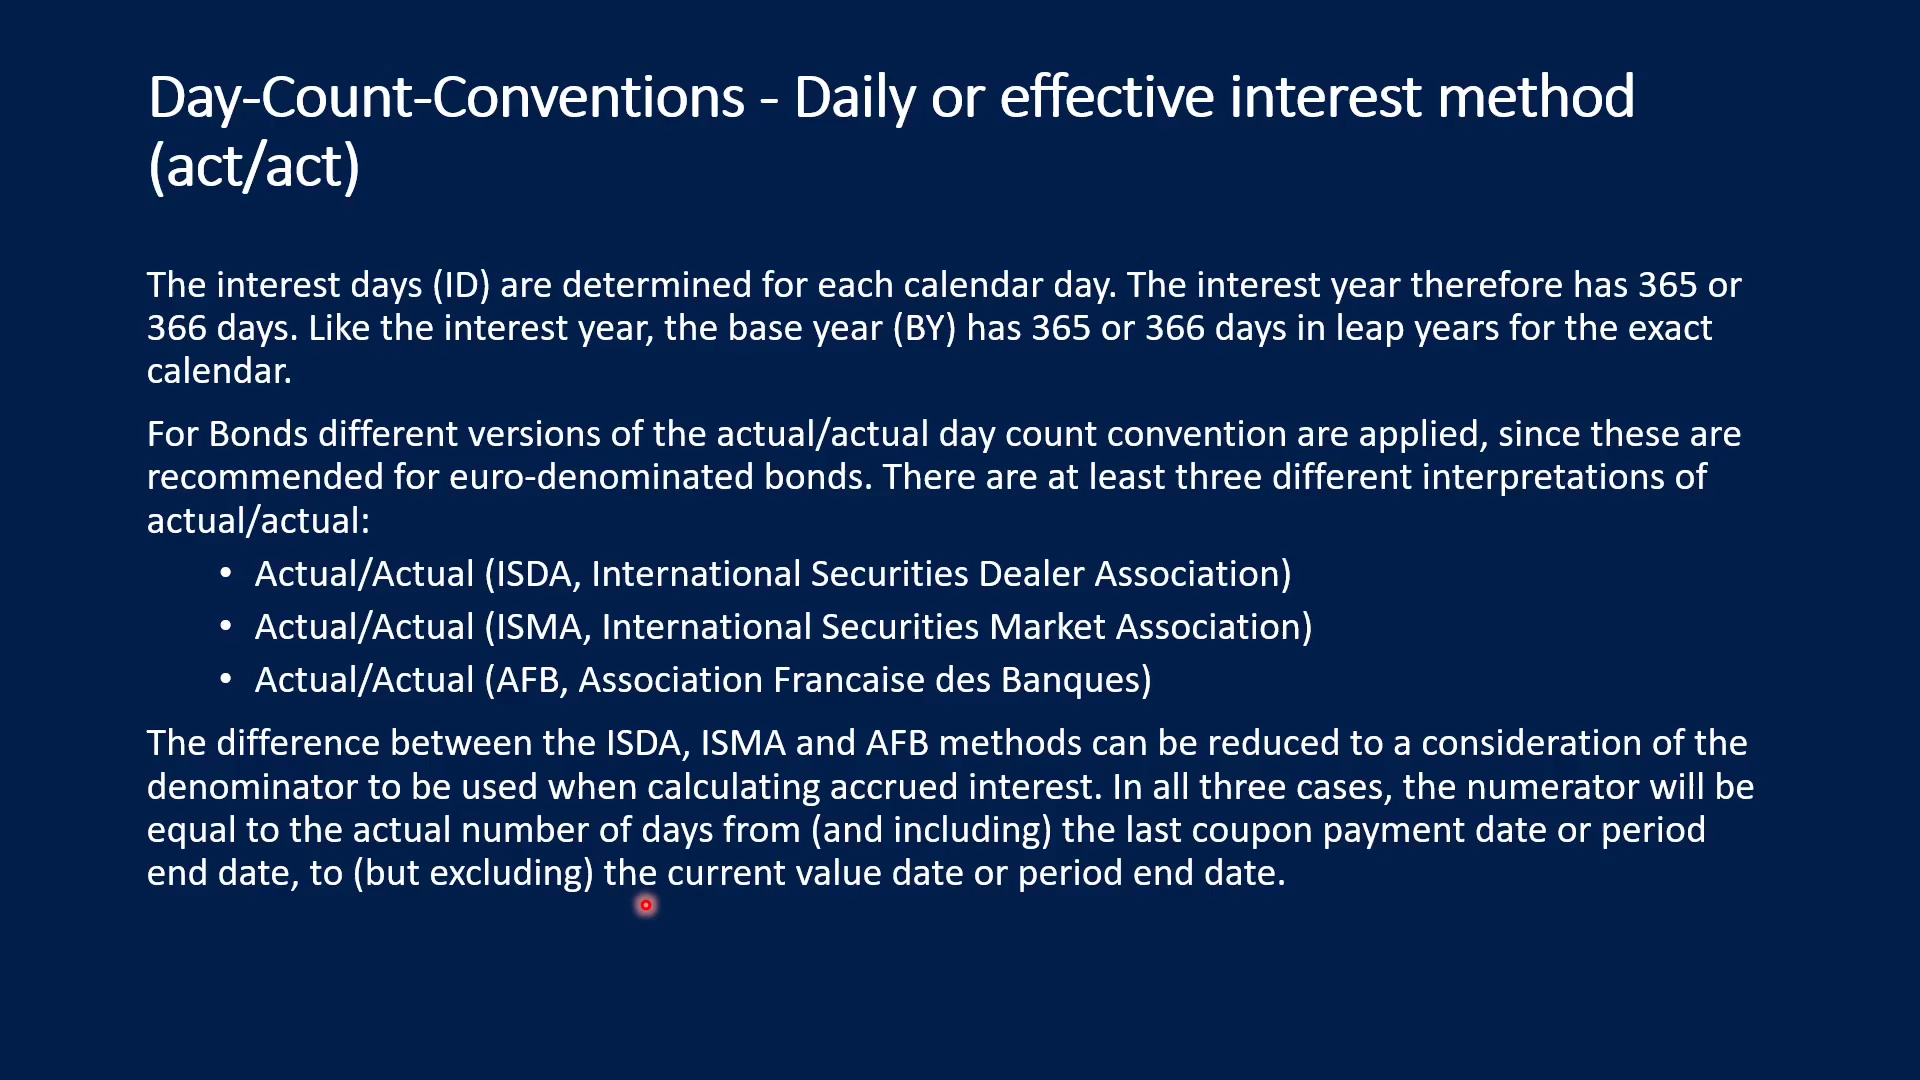 Day-Count-Conventions - Daily or effective interest method
(act/act)
The interest days (ID) are determined for each calendar day. The interest year therefore has 365 or
366 days. Like the interest year, the base year (BY) has 365 or 366 days in leap years for the exact
calendar.
For Bonds different versions of the actual/actual day count convention are applied, since these are
recommended for euro-denominated bonds. There are at least three different interpretations of
actual/actual:
• Actual/Actual (ISDA, International Securities Dealer Association)
• Actual/Actual (ISMA, International Securities Market Association)
• Actual/Actual (AFB, Association Francaise des Banques)
The difference between the ISDA, ISMA and AFB methods can be reduced to a consideration of the
denominator to be used when calculating accrued interest. In all three cases, the numerator will be
equal to the actual number of days from (and including) the last coupon payment date or period
end date, to (but excluding) the current value date or period end date.